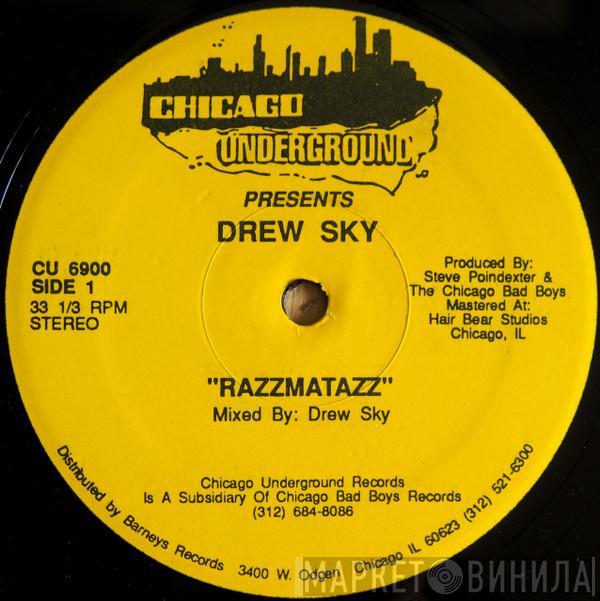 CHICAGO
UNDERGROUND
PRESENTS
DREW SKY
CU 6900
SIDE 1
33 1/3 RPM
STEREO
Produced By:
Steve Poindexter &
The Chicago Bad Boys
Mastered At:
Hair Bear Studios
Chicago, IL
"RAZZMATAZZ"
Mixed By: Drew Sky
Chicago Underground Records
Is A Subsidiary Of Chicago Bad Boys Records
(312) 684-8086
Distributed by Barneys Records 3400 W. Odgen Chicago IL 60623 (312) 521-6300
МАРКЕТ ВИНИЛА